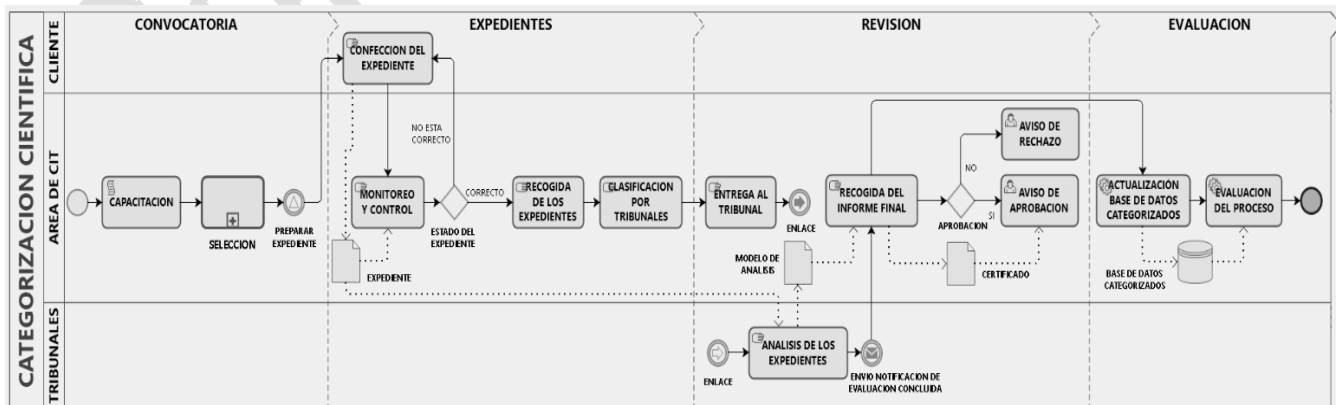 CATEGORIZACION CIENTIFICA
CONVOCATORIA
EXPEDIENTES
REVISION
EVALUACION
CLIENTE
CONFECCION DEL
EXPEDIENTE
AREA DE CIT
CAPACITACION
SELECCION
PREPARAR
EXPEDIENTE
NO ESTA
CORRECTO
MONITOREO
Y CONTROL
CORRECTO
ESTADO DEL
EXPEDIENTE
EXPEDIENTE
RECOGIDA
DE LOS
EXPEDIENTES
CLASIFICACION
POR
TRIBUNALES
ENTREGA AL
TRIBUNAL
ENLACE
MODELO DE
ANALISIS
RECOGIDA DEL
INFORME FINAL
NO
APROBACION
SI
AVISO DE
RECHAZO
AVISO DE
APROBACION
CERTIFICADO
ACTUALIZACIÓN
BASE DE DATOS
CATEGORIZADOS
EVALUACION
DEL PROCESO
BASE DE DATOS
CATEGORIZADOS
TRIBUNALES
ENLACE
ANALISIS DE LOS
EXPEDIENTES
ENVIO NOTIFICACION DE
EVALUACION CONCLUIDA